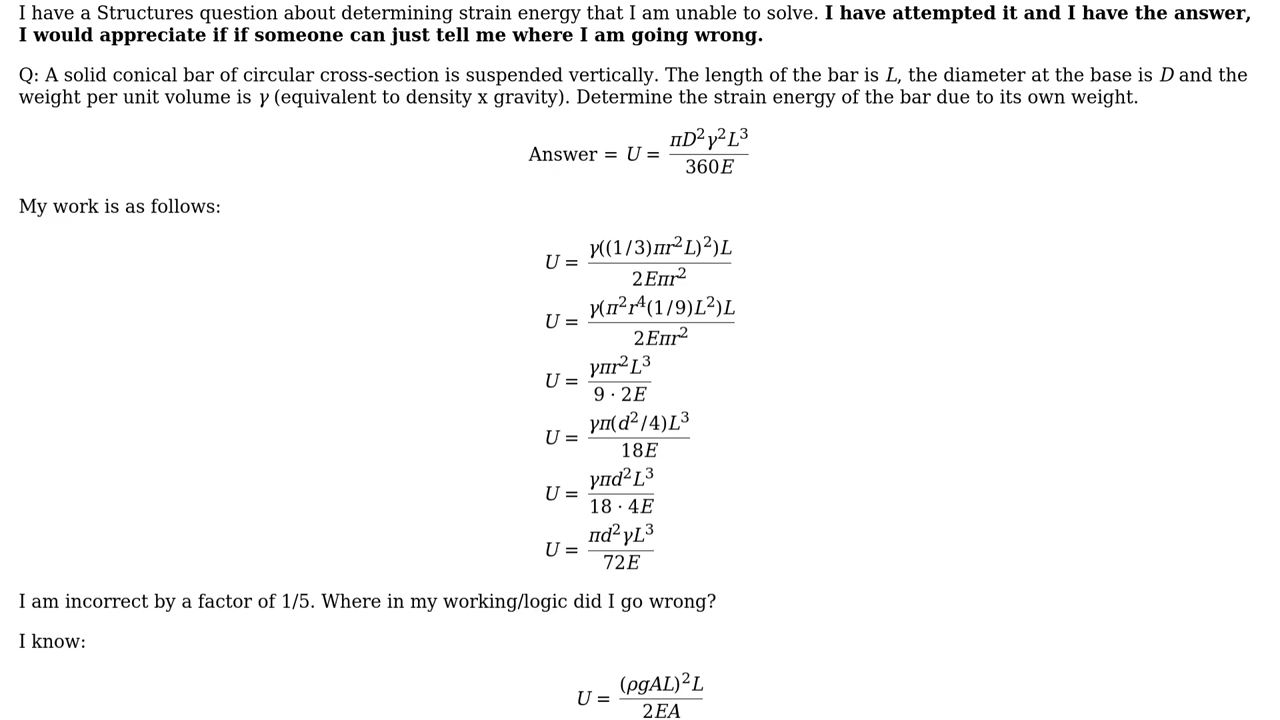 I have a Structures question about determining strain energy that I am unable to solve. I have attempted it and I have the answer,
I would appreciate if if someone can just tell me where I am going wrong.
Q: A solid conical bar of circular cross-section is suspended vertically. The length of the bar is L, the diameter at the base is D and the
weight per unit volume is γ (equivalent to density x gravity). Determine the strain energy of the bar due to its own weight.
Answer = U = πD²γ²L³ / 360E
My work is as follows:
U = γ((1/3)πr²L)²)L / 2Eπr²
U = γ(π²r⁴(1/9)L²)L / 2Eπr²
U = γπr²L³ / 9 · 2E
U = γπ(d²/4)L³ / 18E
U = γπd²L³ / 18 · 4E
U = πd²γL³ / 72E
I am incorrect by a factor of 1/5. Where in my working/logic did I go wrong?
I know:
U = (ρgAL)²L / 2EA